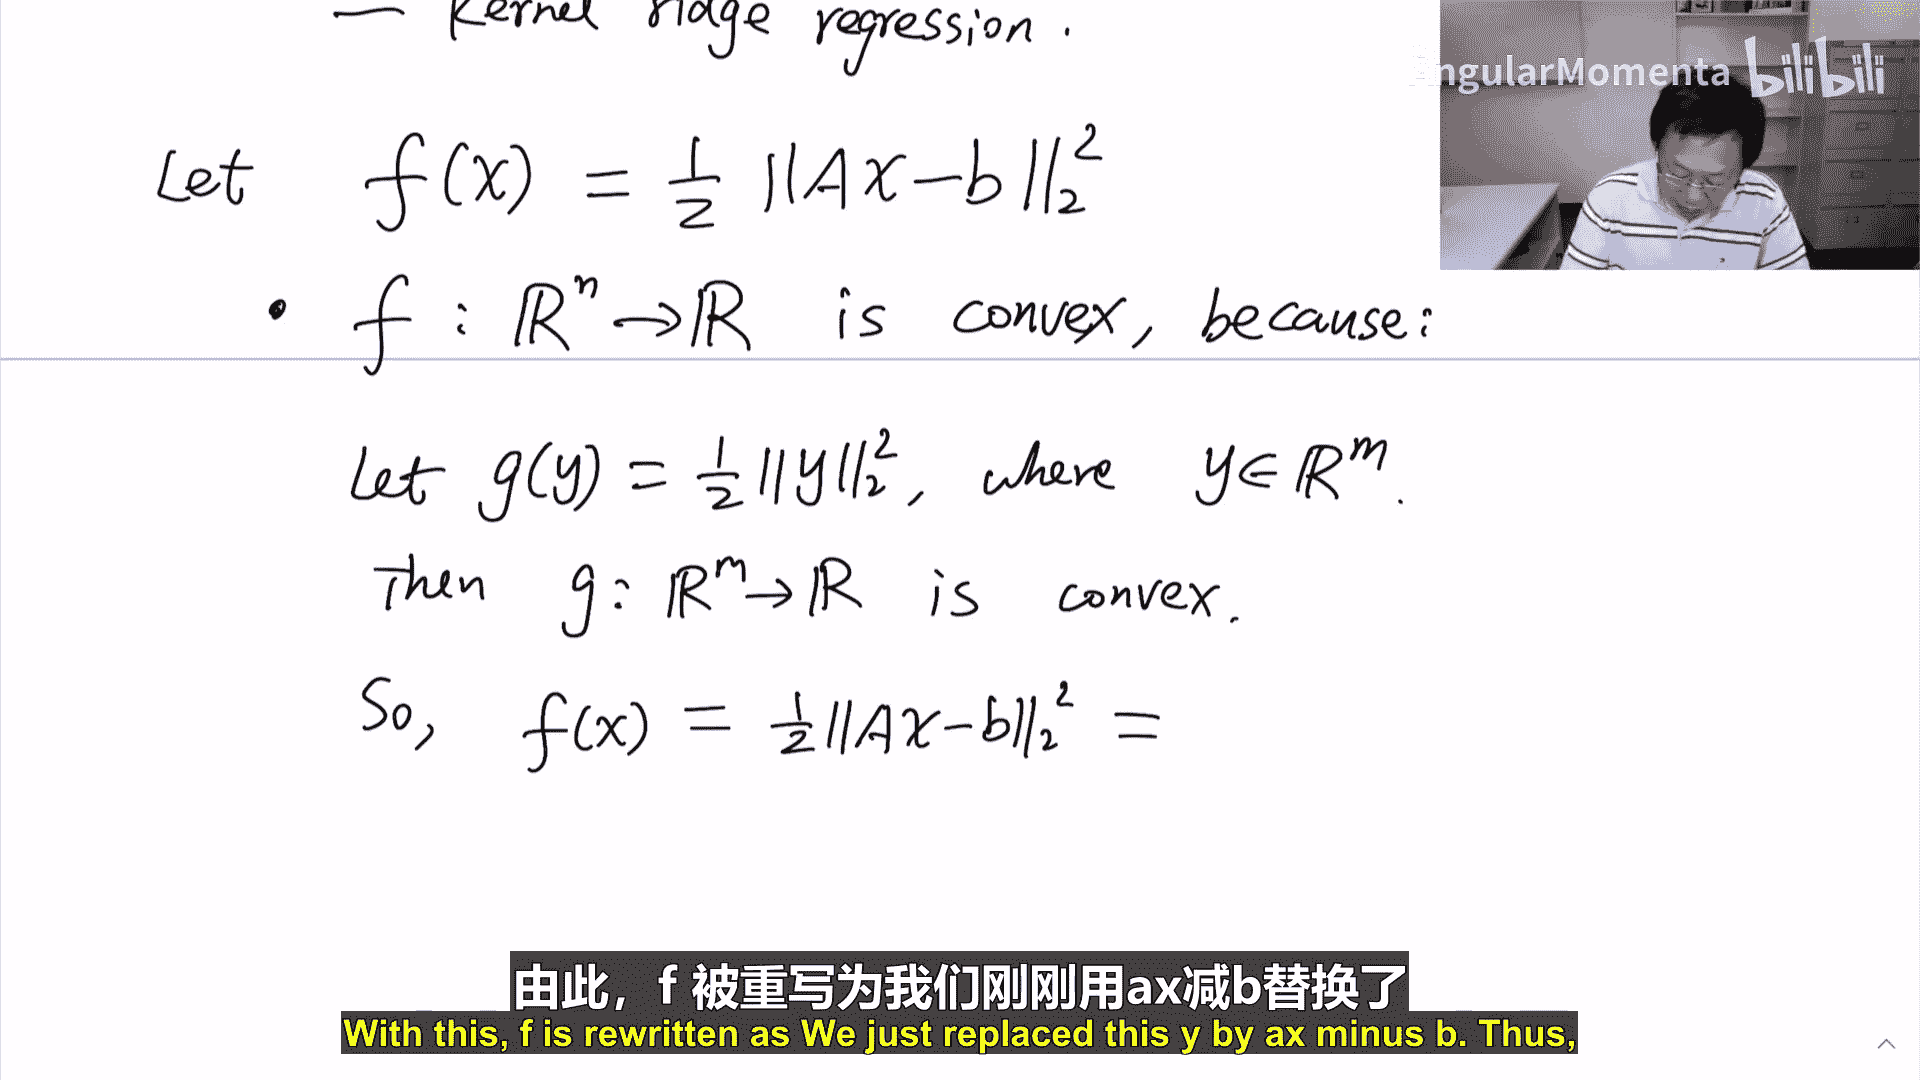 — Kernel ridge regression.
ngularMomenta bilibili
Let f(x) = 1/2 ||Ax-b||₂²
• f : ℝⁿ → ℝ is convex, because:
Let g(y) = 1/2 ||y||₂², where y ∈ ℝᵐ.
Then g: ℝᵐ → ℝ is convex.
So, f(x) = 1/2 ||Ax-b||₂² =
由此，f 被重写为我们刚刚用ax减b替换了
With this, f is rewritten as We just replaced this y by ax minus b. Thus,